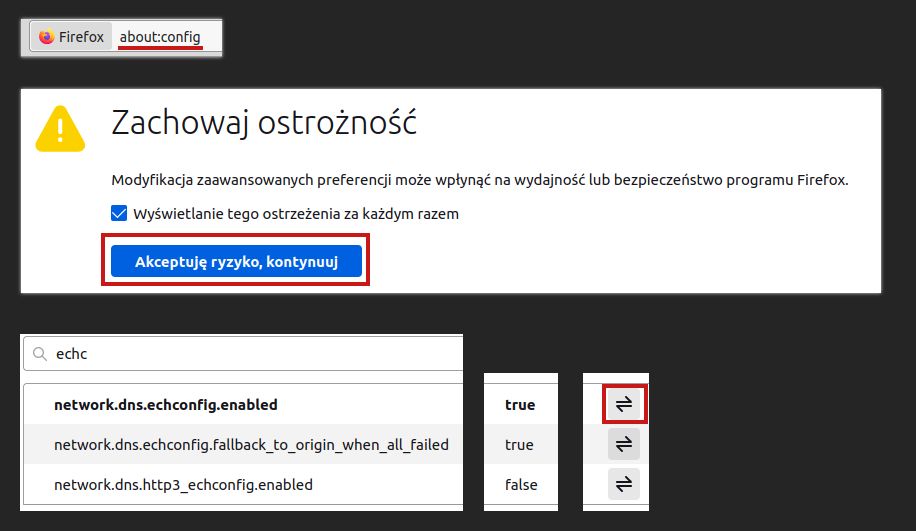 Firefox about:config
Zachowaj ostrożność
Modyfikacja zaawansowanych preferencji może wpłynąć na wydajność lub bezpieczeństwo programu Firefox.
Wyświetlanie tego ostrzeżenia za każdym razem
Akceptuję ryzyko, kontynuuj
echc
network.dns.echconfig.enabled true
network.dns.echconfig.fallback_to_origin_when_all_failed true
network.dns.http3_echconfig.enabled false